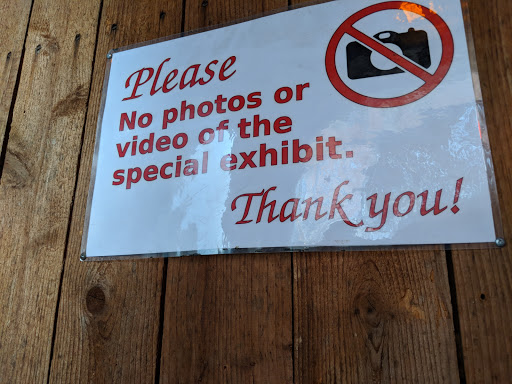 Please
No photos or
video of the
special exhibit.
Thank you!